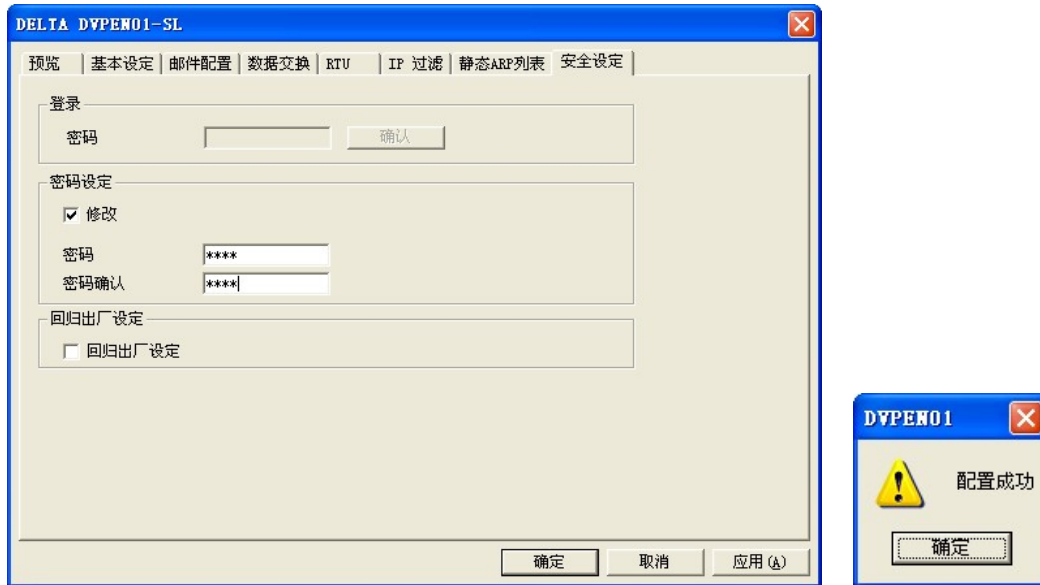 DELTA DVPEN01-SL
预览 基本设定 邮件配置 数据交换 RTU IP 过滤 静态ARP列表 安全设定
登录
密码 确认
密码设定
修改
密码 ****
密码确认 ****
回归出厂设定
回归出厂设定
确定 取消 应用(A)
DVPEN01
配置成功
确定